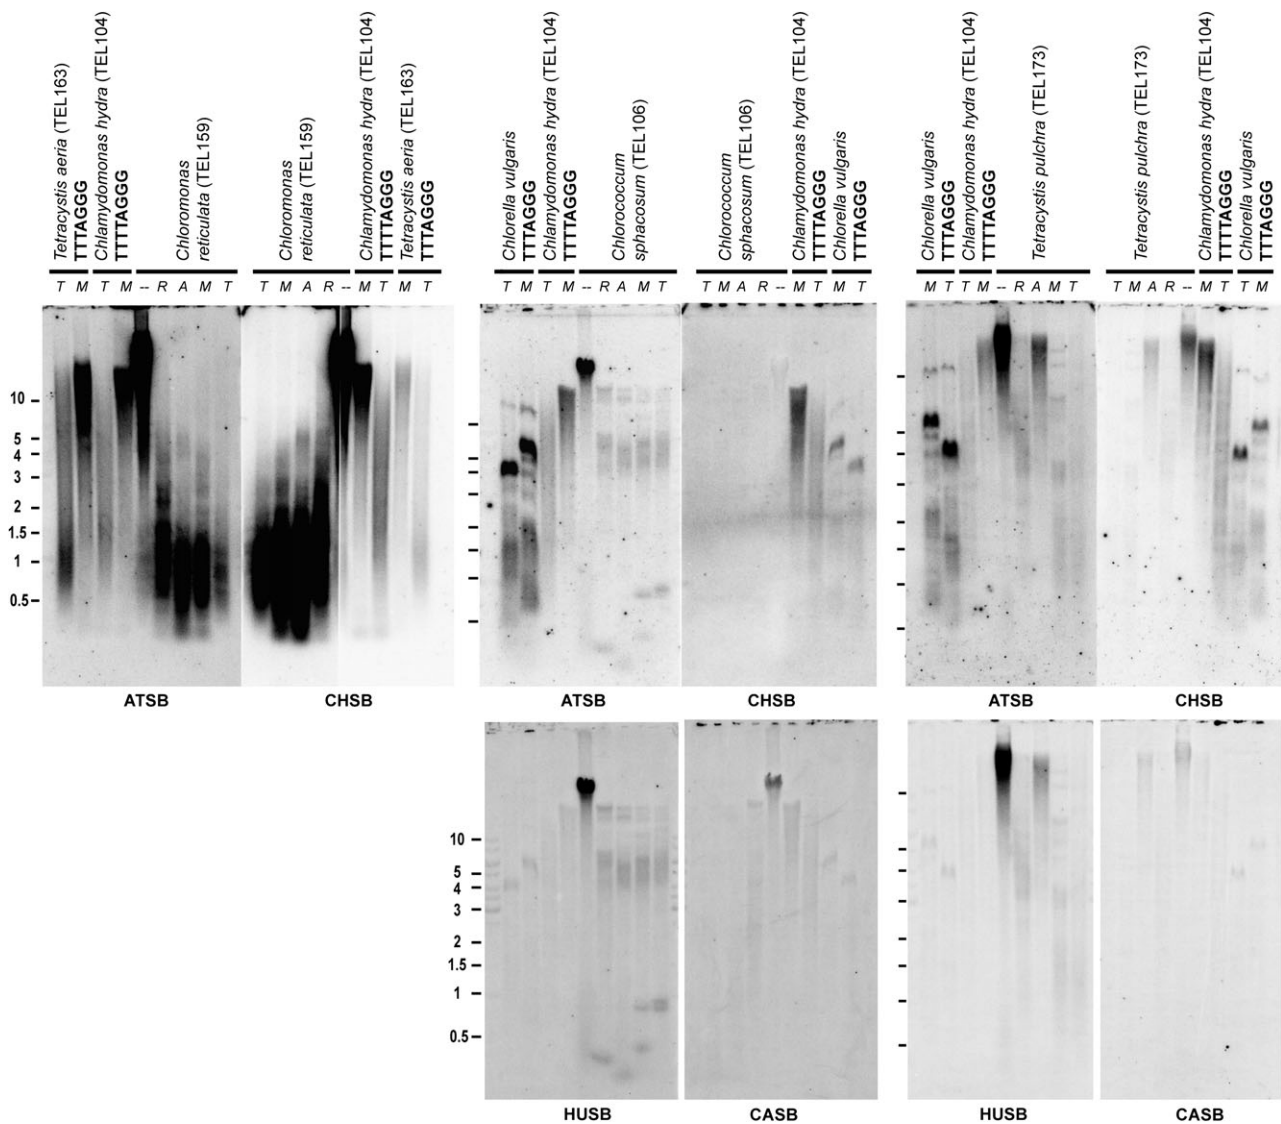 Tetracystis aeria (TEL163)
TTTAGGG
Chlamydomonas hydra (TEL104)
TTTTAGGG
Chloromonas
reticulata (TEL159)
Chloromonas
reticulata (TEL159)
Chlamydomonas hydra (TEL104)
TTTTAGGG
Tetracystis aeria (TEL163)
TTTAGGG
Chlorella vulgaris
TTTAGGG
Chlamydomonas hydra (TEL104)
TTTTAGGG
Chlorococcum
sphacosum (TEL106)
Chlorococcum
sphacosum (TEL106)
Chlamydomonas hydra (TEL104)
TTTTAGGG
Chlorella vulgaris
TTTAGGG
Chlorella vulgaris
TTTAGGG
Chlamydomonas hydra (TEL104)
TTTTAGGG
Tetracystis pulchra (TEL173)
Tetracystis pulchra (TEL173)
Chlamydomonas hydra (TEL104)
TTTTAGGG
Chlorella vulgaris
TTTAGGG
T M T M -- R A M T
T M A R -- M T M T
T M T M -- R A M T
T M A R -- M T M T
M T T M -- R A M T
T M A R -- M T T M
10
5
4
3
2
1.5
1
0.5
ATSB CHSB
ATSB CHSB
ATSB CHSB
10
5
4
3
2
1.5
1
0.5
HUSB CASB
HUSB CASB